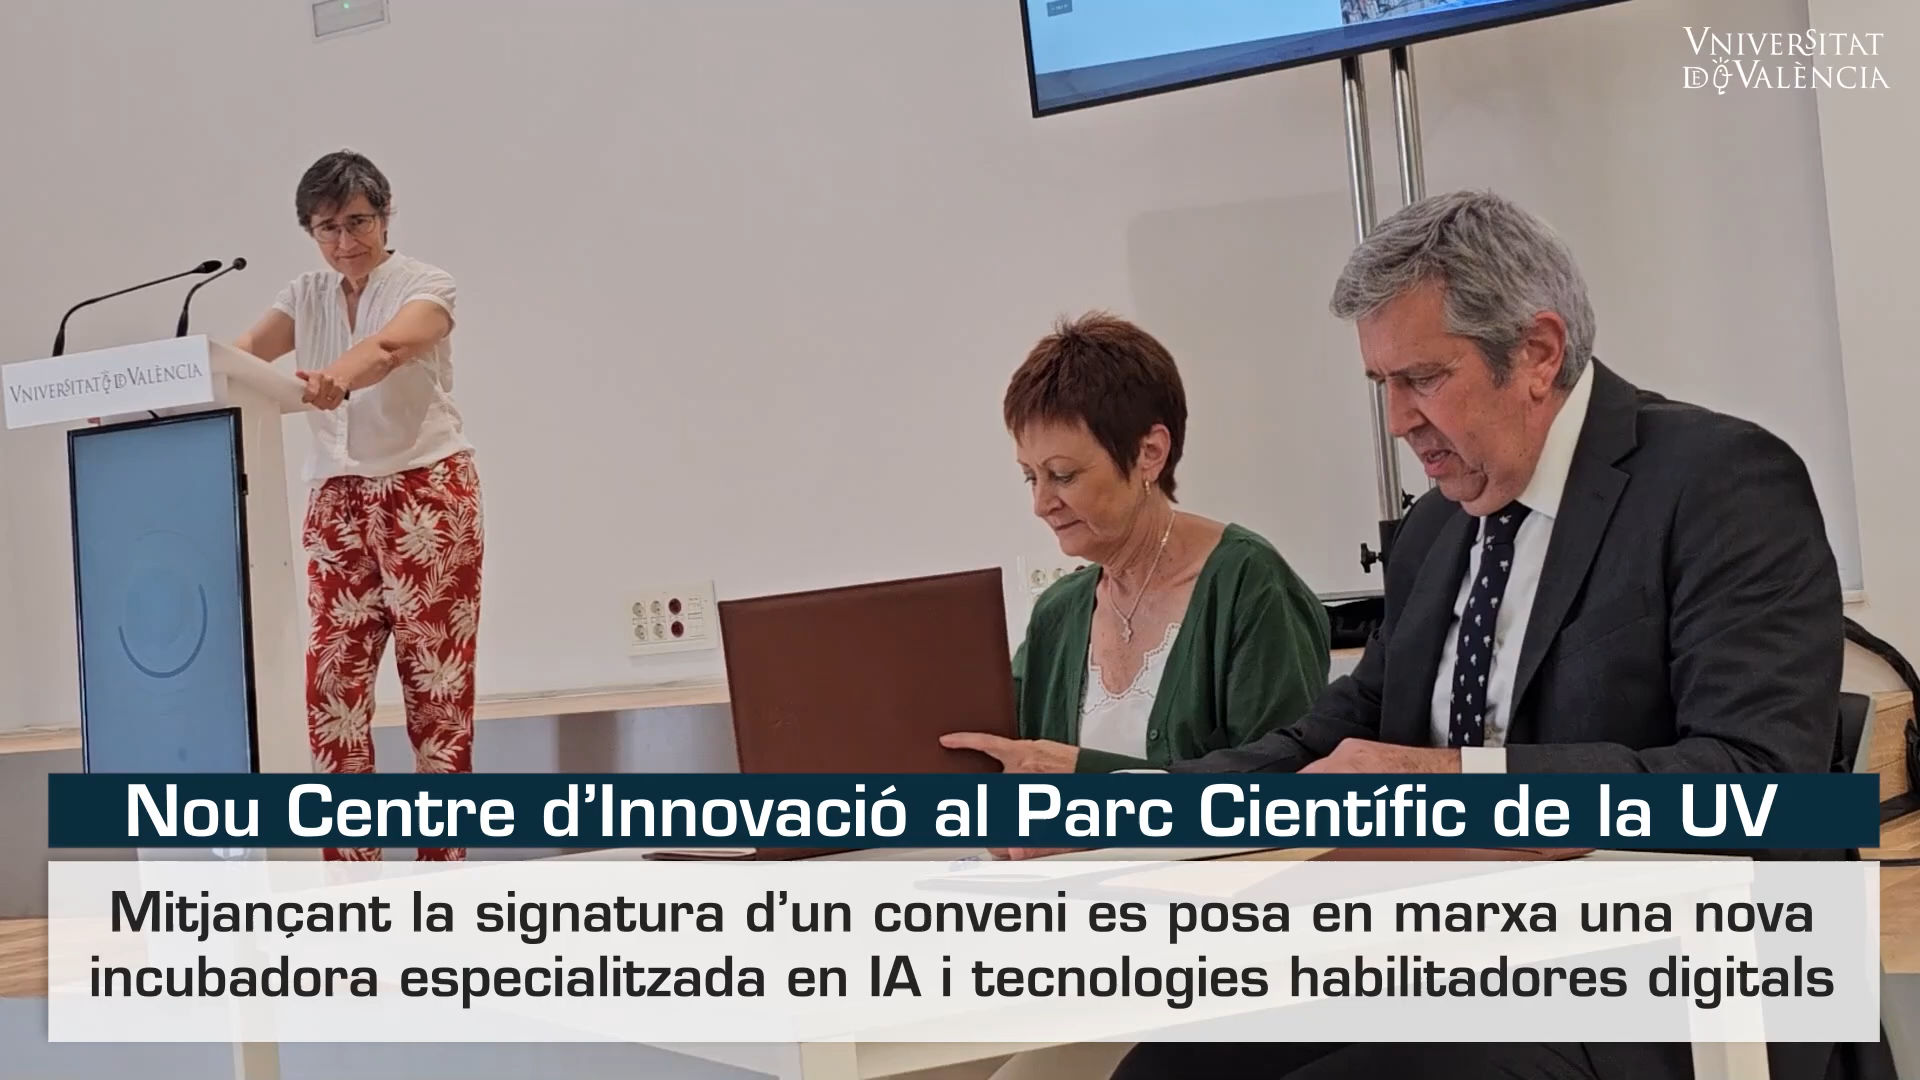 VNIVERSITAT
DE VALÈNCIA
VNIVERSITAT DE VALÈNCIA
Nou Centre d’Innovació al Parc Científic de la UV
Mitjançant la signatura d’un conveni es posa en marxa una nova
incubadora especialitzada en IA i tecnologies habilitadores digitals